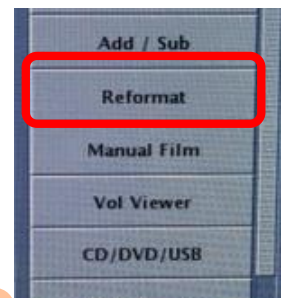 Add / Sub
Reformat
Manual Film
Vol Viewer
CD/DVD/USB